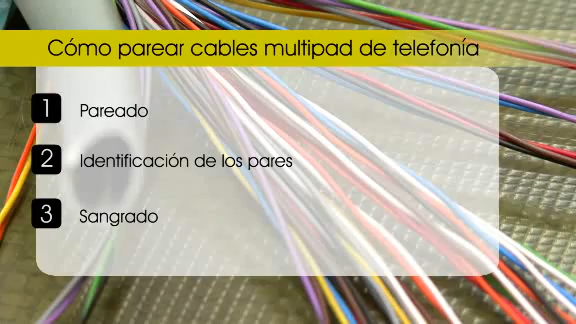 Cómo parear cables multipad de telefonía
1 Pareado
2 Identificación de los pares
3 Sangrado